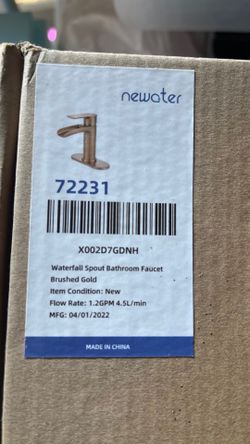 newater
72231
X002D7GDNH
Waterfall Spout Bathroom Faucet
Brushed Gold
Item Condition: New
Flow Rate: 1.2GPM 4.5L/min
MFG: 04/01/2022
MADE IN CHINA